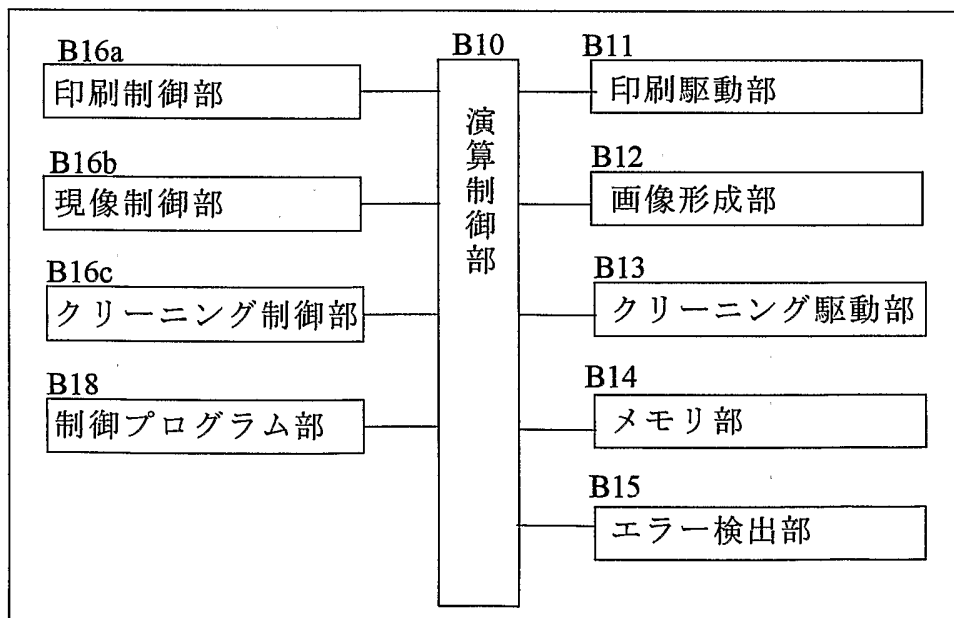 B16a
印刷制御部
B16b
現像制御部
B16c
クリーニング制御部
B18
制御プログラム部
B10
演算制御部
B11
印刷駆動部
B12
画像形成部
B13
クリーニング駆動部
B14
メモリ部
B15
エラー検出部